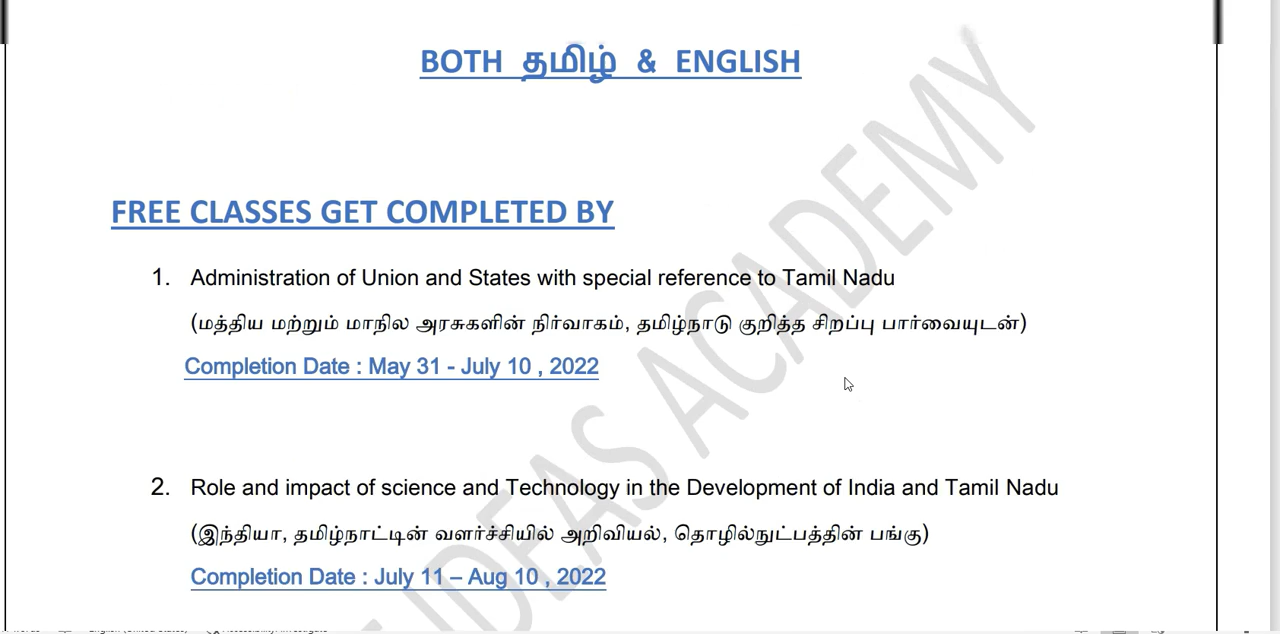 BOTH தமிழ் & ENGLISH
FREE CLASSES GET COMPLETED BY
1. Administration of Union and States with special reference to Tamil Nadu
(மத்திய மற்றும் மாநில அரசுகளின் நிர்வாகம், தமிழ்நாடு குறித்த சிறப்பு பார்வையுடன்)
Completion Date : May 31 - July 10 , 2022
2. Role and impact of science and Technology in the Development of India and Tamil Nadu
(இந்தியா, தமிழ்நாட்டின் வளர்ச்சியில் அறிவியல், தொழில்நுட்பத்தின் பங்கு)
Completion Date : July 11 – Aug 10 , 2022
IDEAS ACADEMY